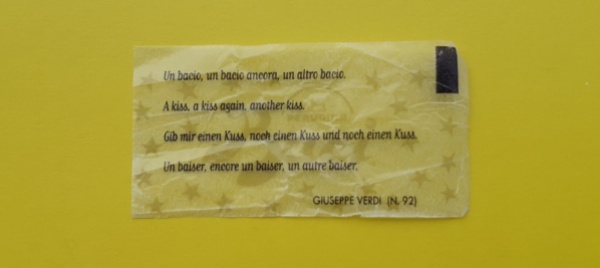 Un bacio, un bacio ancora, un altro bacio.
A kiss, a kiss again, another kiss.
Gib mir einen Kuss, noch einen Kuss und noch einen Kuss.
Un baiser, encore un baiser, un autre baiser.
GIUSEPPE VERDI (N. 92)